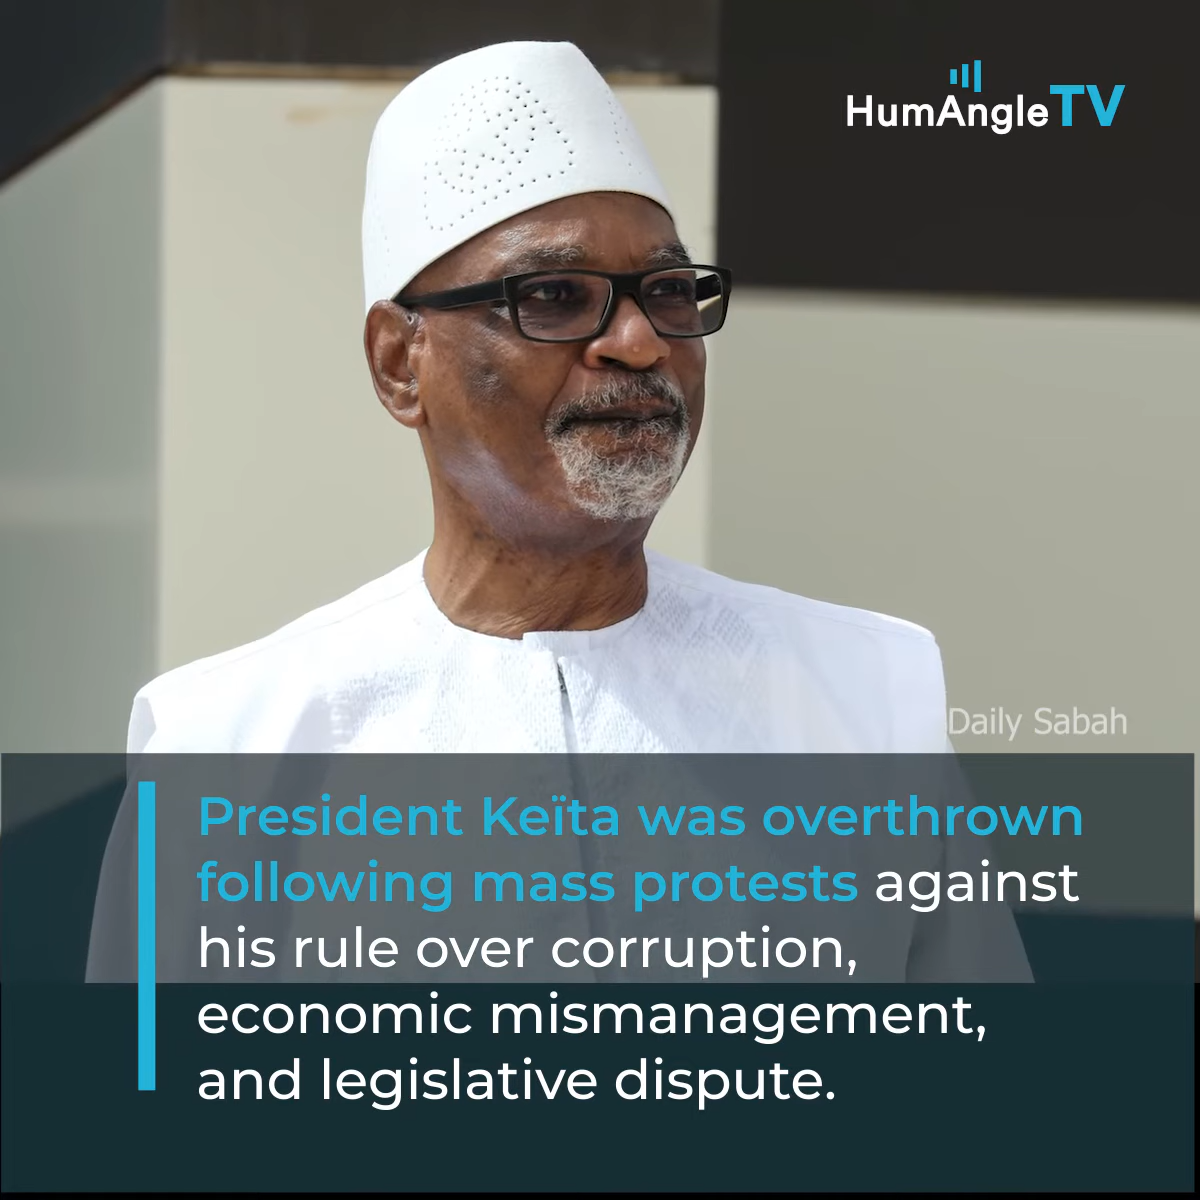 HumAngleTV
Daily Sabah
President Keïta was overthrown
following mass protests against
his rule over corruption,
economic mismanagement,
and legislative dispute.